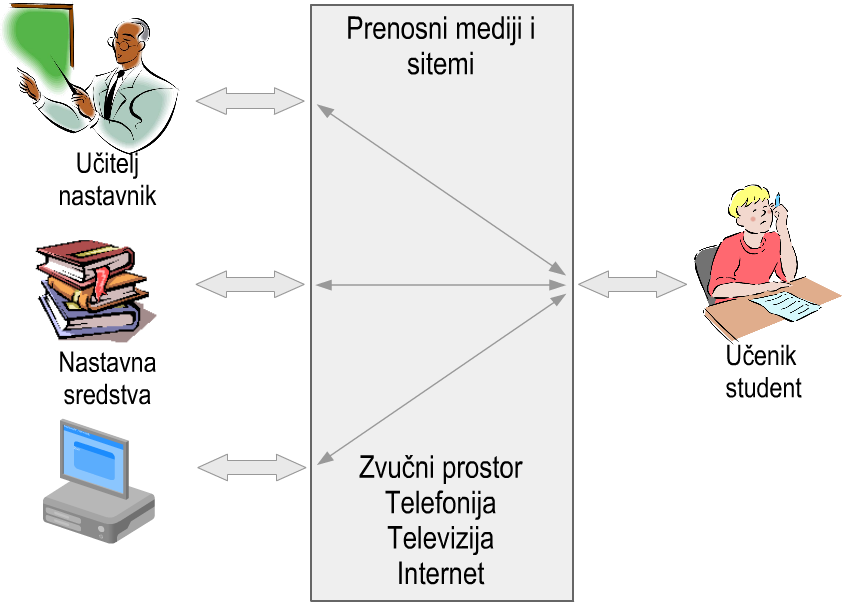 Prenosni mediji i
sitemi
Učitelj
nastavnik
Nastavna
sredstva
Učenik
student
Zvučni prostor
Telefonija
Televizija
Internet